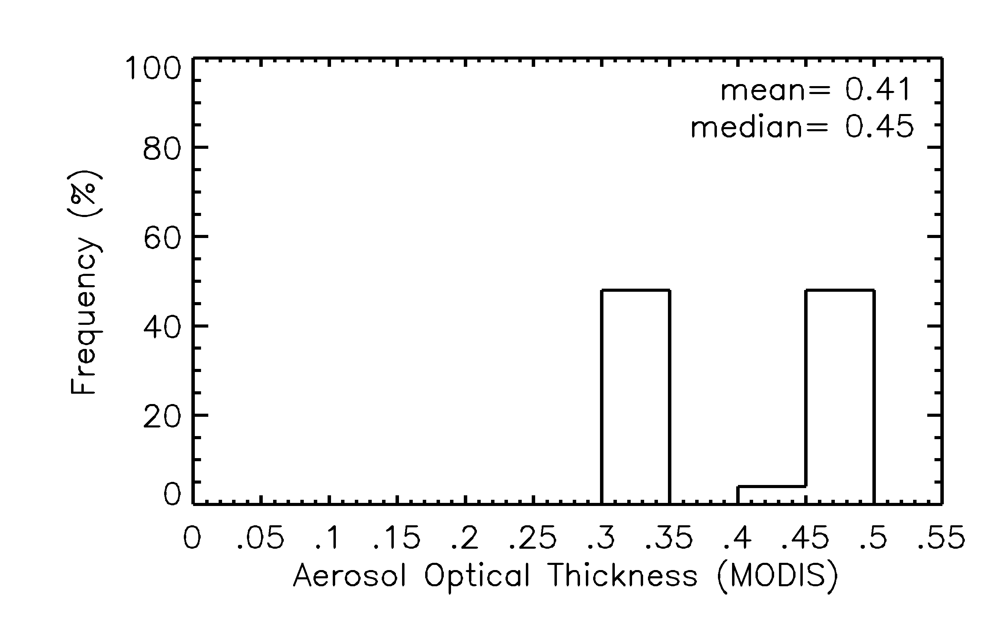 mean= 0.41
median= 0.45
100
80
60
40
20
0
Frequency (%)
0 .05 .1 .15 .2 .25 .3 .35 .4 .45 .5 .55
Aerosol Optical Thickness (MODIS)